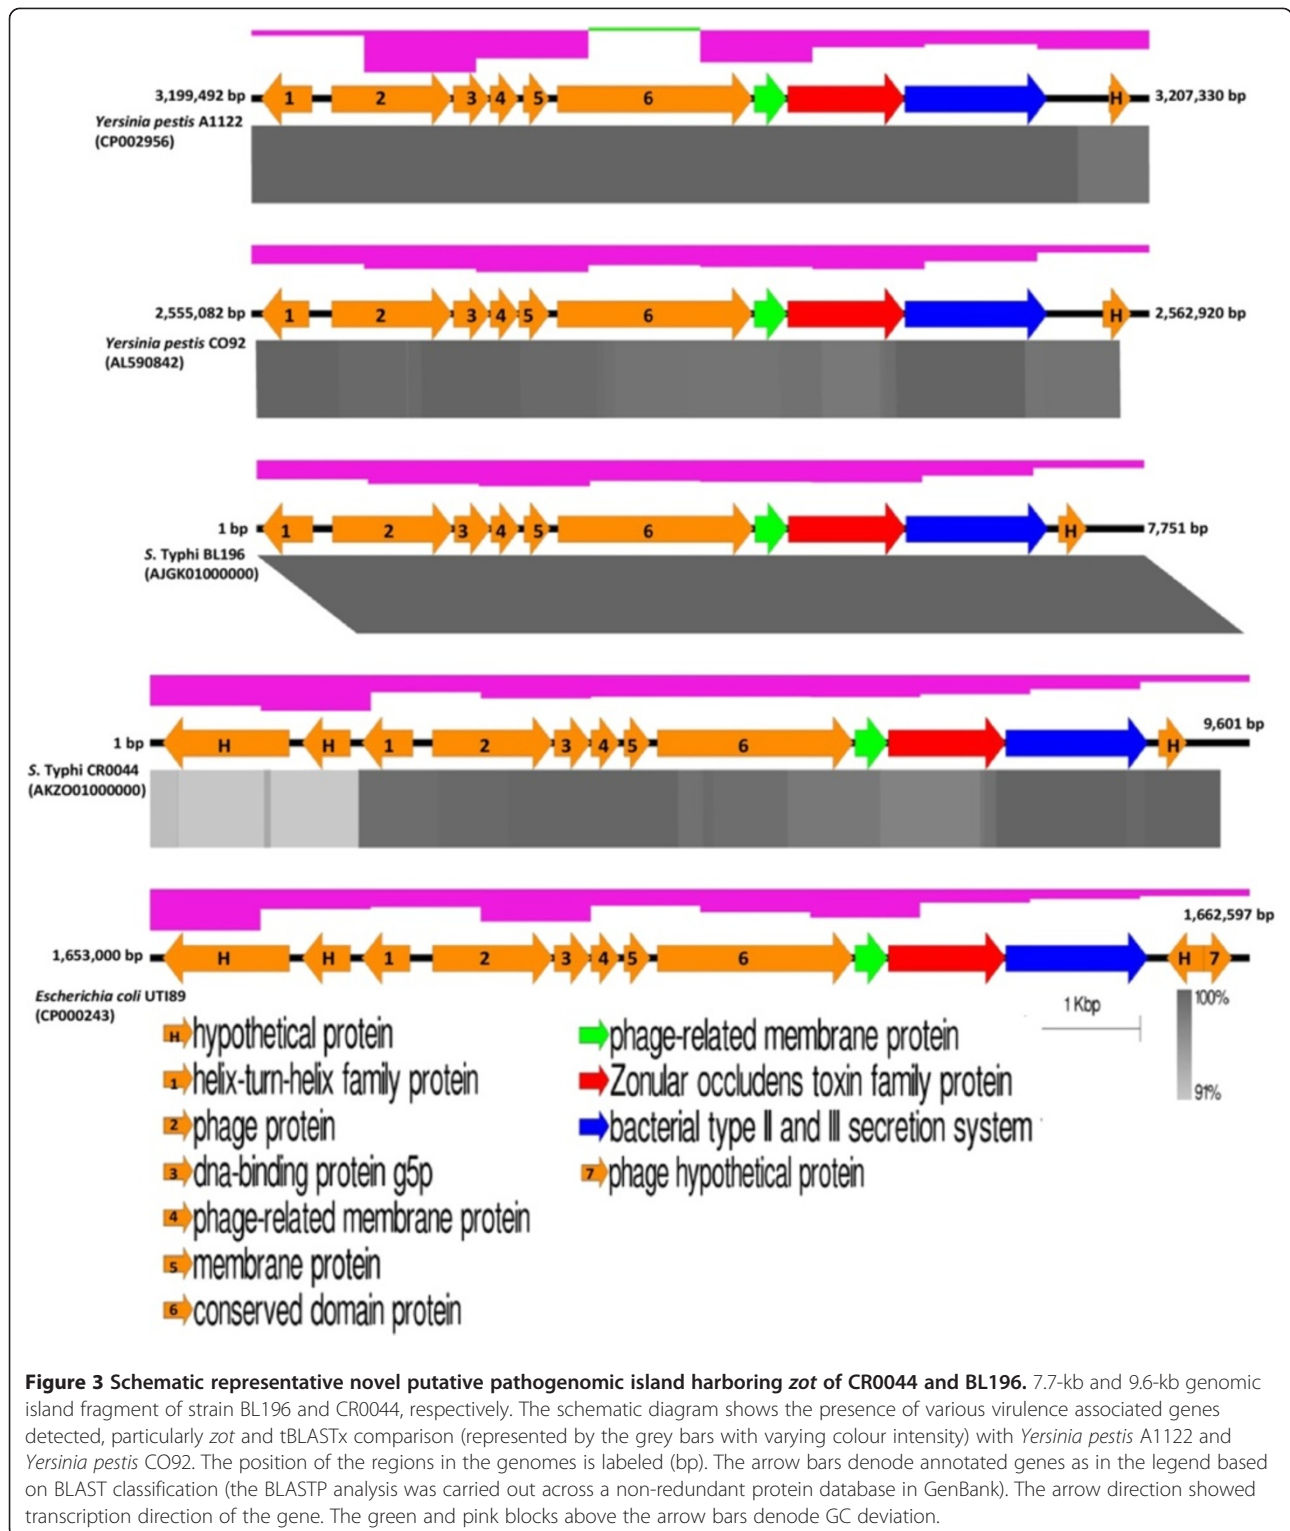 3,199,492 bp
1 2 3 4 5 6 H
3,207,330 bp
Yersinia pestis A1122
(CP002956)
2,555,082 bp
1 2 3 4 5 6 H
2,562,920 bp
Yersinia pestis CO92
(AL590842)
1 bp
1 2 3 4 5 6 H
7,751 bp
S. Typhi BL196
(AJGK01000000)
1 bp
H H 1 2 3 4 5 6 H
9,601 bp
S. Typhi CR0044
(AKZO01000000)
1,653,000 bp
H H 1 2 3 4 5 6 H 7
1,662,597 bp
Escherichia coli UTI89
(CP000243)
1 Kbp
100%
91%
H hypothetical protein
1 helix-turn-helix family protein
2 phage protein
3 dna-binding protein g5p
4 phage-related membrane protein
5 membrane protein
6 conserved domain protein
phage-related membrane protein
Zonular occludens toxin family protein
bacterial type II and III secretion system
7 phage hypothetical protein
Figure 3 Schematic representative novel putative pathogenomic island harboring zot of CR0044 and BL196. 7.7-kb and 9.6-kb genomic
island fragment of strain BL196 and CR0044, respectively. The schematic diagram shows the presence of various virulence associated genes
detected, particularly zot and tBLASTx comparison (represented by the grey bars with varying colour intensity) with Yersinia pestis A1122 and
Yersinia pestis CO92. The position of the regions in the genomes is labeled (bp). The arrow bars denode annotated genes as in the legend based
on BLAST classification (the BLASTP analysis was carried out across a non-redundant protein database in GenBank). The arrow direction showed
transcription direction of the gene. The green and pink blocks above the arrow bars denode GC deviation.